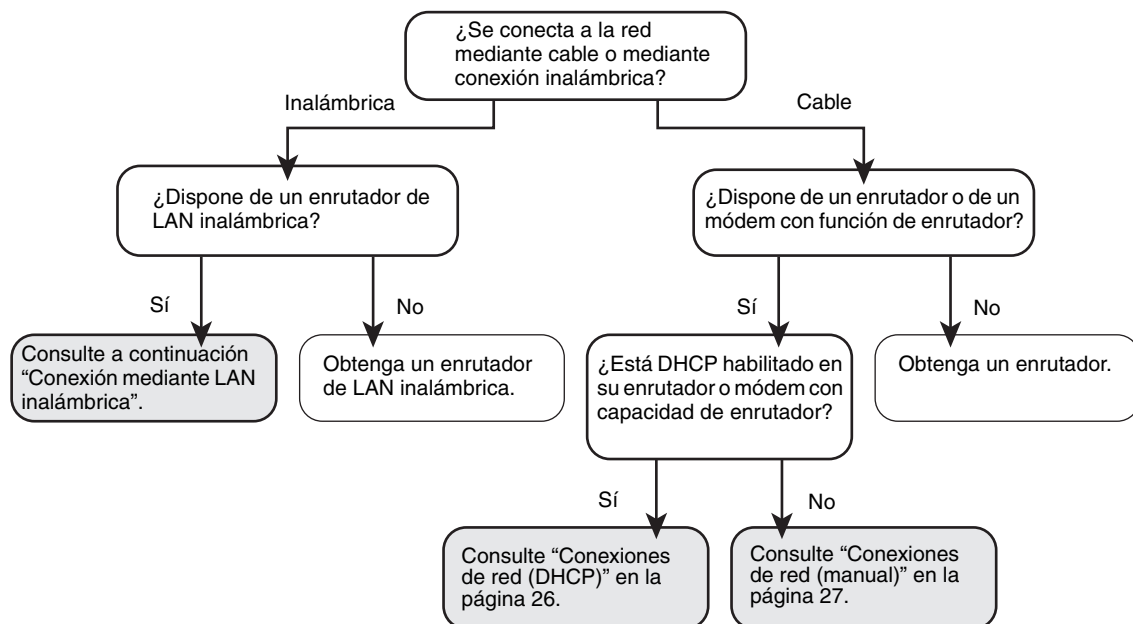 ¿Se conecta a la red
mediante cable o mediante
conexión inalámbrica?
Inalámbrica
Cable
¿Dispone de un enrutador de
LAN inalámbrica?
¿Dispone de un enrutador o de un
módem con función de enrutador?
Sí
No
Sí
No
Consulte a continuación
“Conexión mediante LAN
inalámbrica”.
Obtenga un enrutador
de LAN inalámbrica.
¿Está DHCP habilitado en
su enrutador o módem con
capacidad de enrutador?
Obtenga un enrutador.
Sí
No
Consulte “Conexiones
de red (DHCP)” en la
página 26.
Consulte “Conexiones
de red (manual)” en la
página 27.